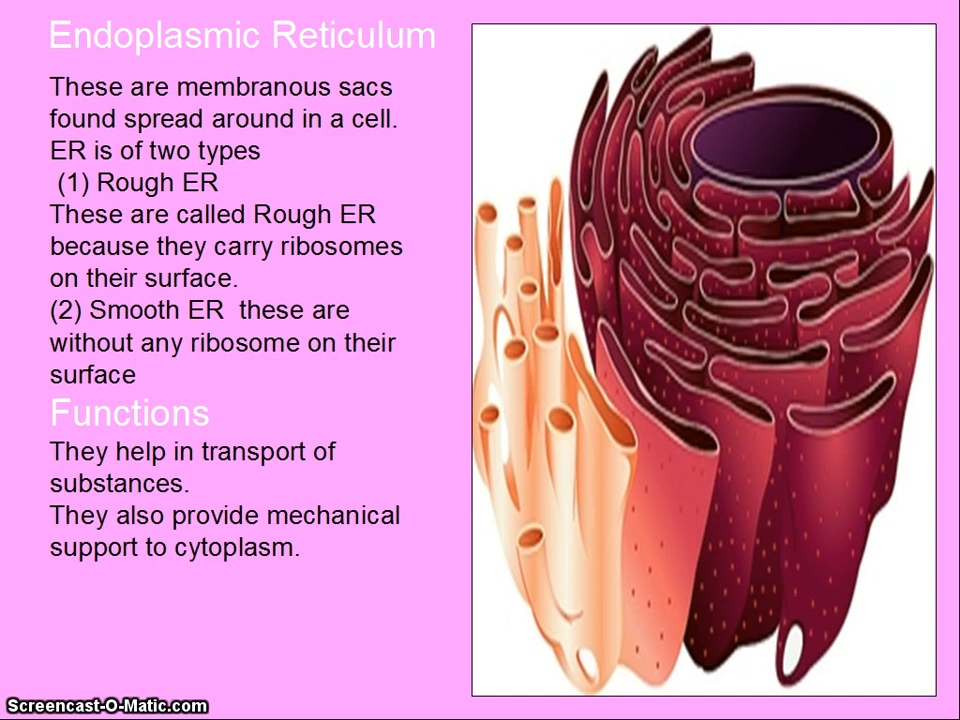 Endoplasmic Reticulum
These are membranous sacs
found spread around in a cell.
ER is of two types
(1) Rough ER
These are called Rough ER
because they carry ribosomes
on their surface.
(2) Smooth ER  these are
without any ribosome on their
surface
Functions
They help in transport of
substances.
They also provide mechanical
support to cytoplasm.
Screencast-O-Matic.com